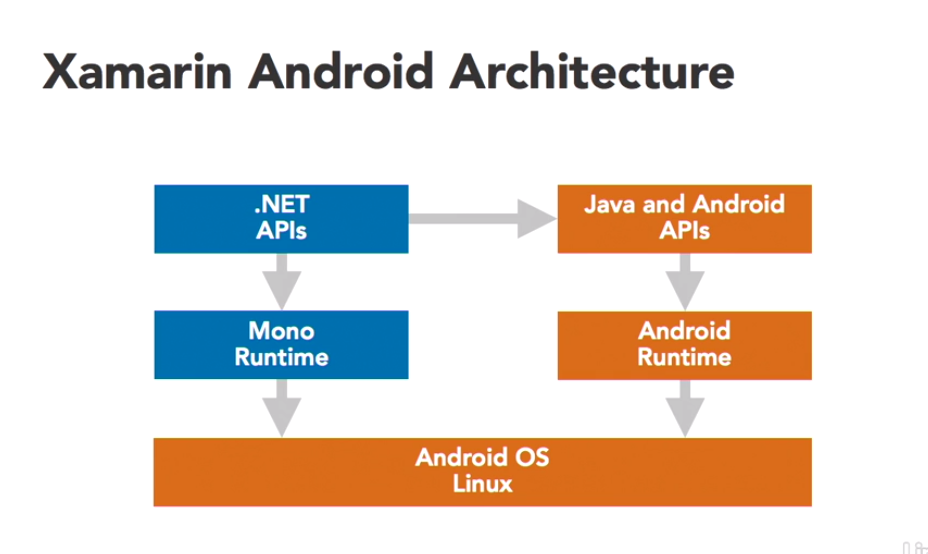 Xamarin Android Architecture
.NET
APIs
Java and Android
APIs
Mono
Runtime
Android
Runtime
Android OS
Linux